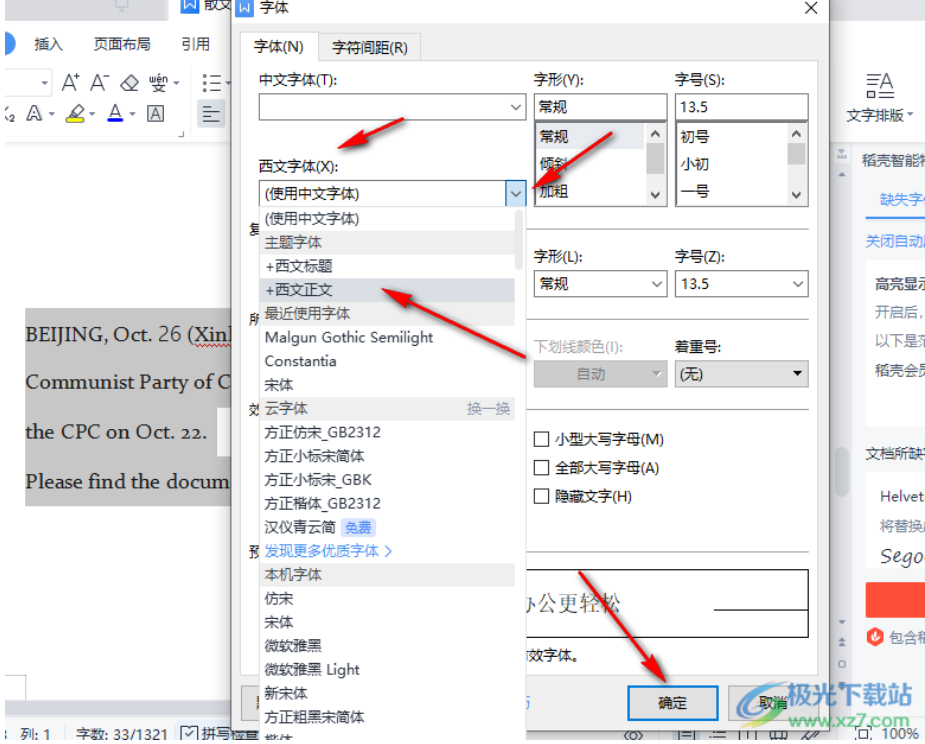 散文
字体
插入 页面布局 引用
字体(N) 字符间距(R)
中文字体(T): 字形(Y): 字号(S):
常规 13.5
常规 初号
倾斜 小初
加粗 一号
西文字体(X):
(使用中文字体)
(使用中文字体)
主题字体
+西文标题
+西文正文
最近使用字体
Malgun Gothic Semilight
Constantia
宋体
云字体 换一换
方正仿宋_GB2312
方正小标宋简体
方正小标宋_GBK
方正楷体_GB2312
汉仪青云简 免费
发现更多优质字体 >
本机字体
仿宋
宋体
微软雅黑
微软雅黑 Light
新宋体
方正粗黑宋简体
楷体
复
所
效
预
字形(L): 字号(Z):
常规 13.5
下划线颜色(I): 着重号:
自动 (无)
小型大写字母(M)
全部大写字母(A)
隐藏文字(H)
办公更轻松
效字体。
确定 取消
BEIJING, Oct. 26 (Xinh
Communist Party of C
the CPC on Oct. 22.
Please find the docum
文字排版
稻壳智能特
缺失字
关闭自动
高亮显示
开启后，
以下是
稻壳会员
文档所缺
Helvet
将替换
Sego
包含稻
列: 1 字数: 33/1321 拼写检查
100%
极光下载站
www.xz7.com